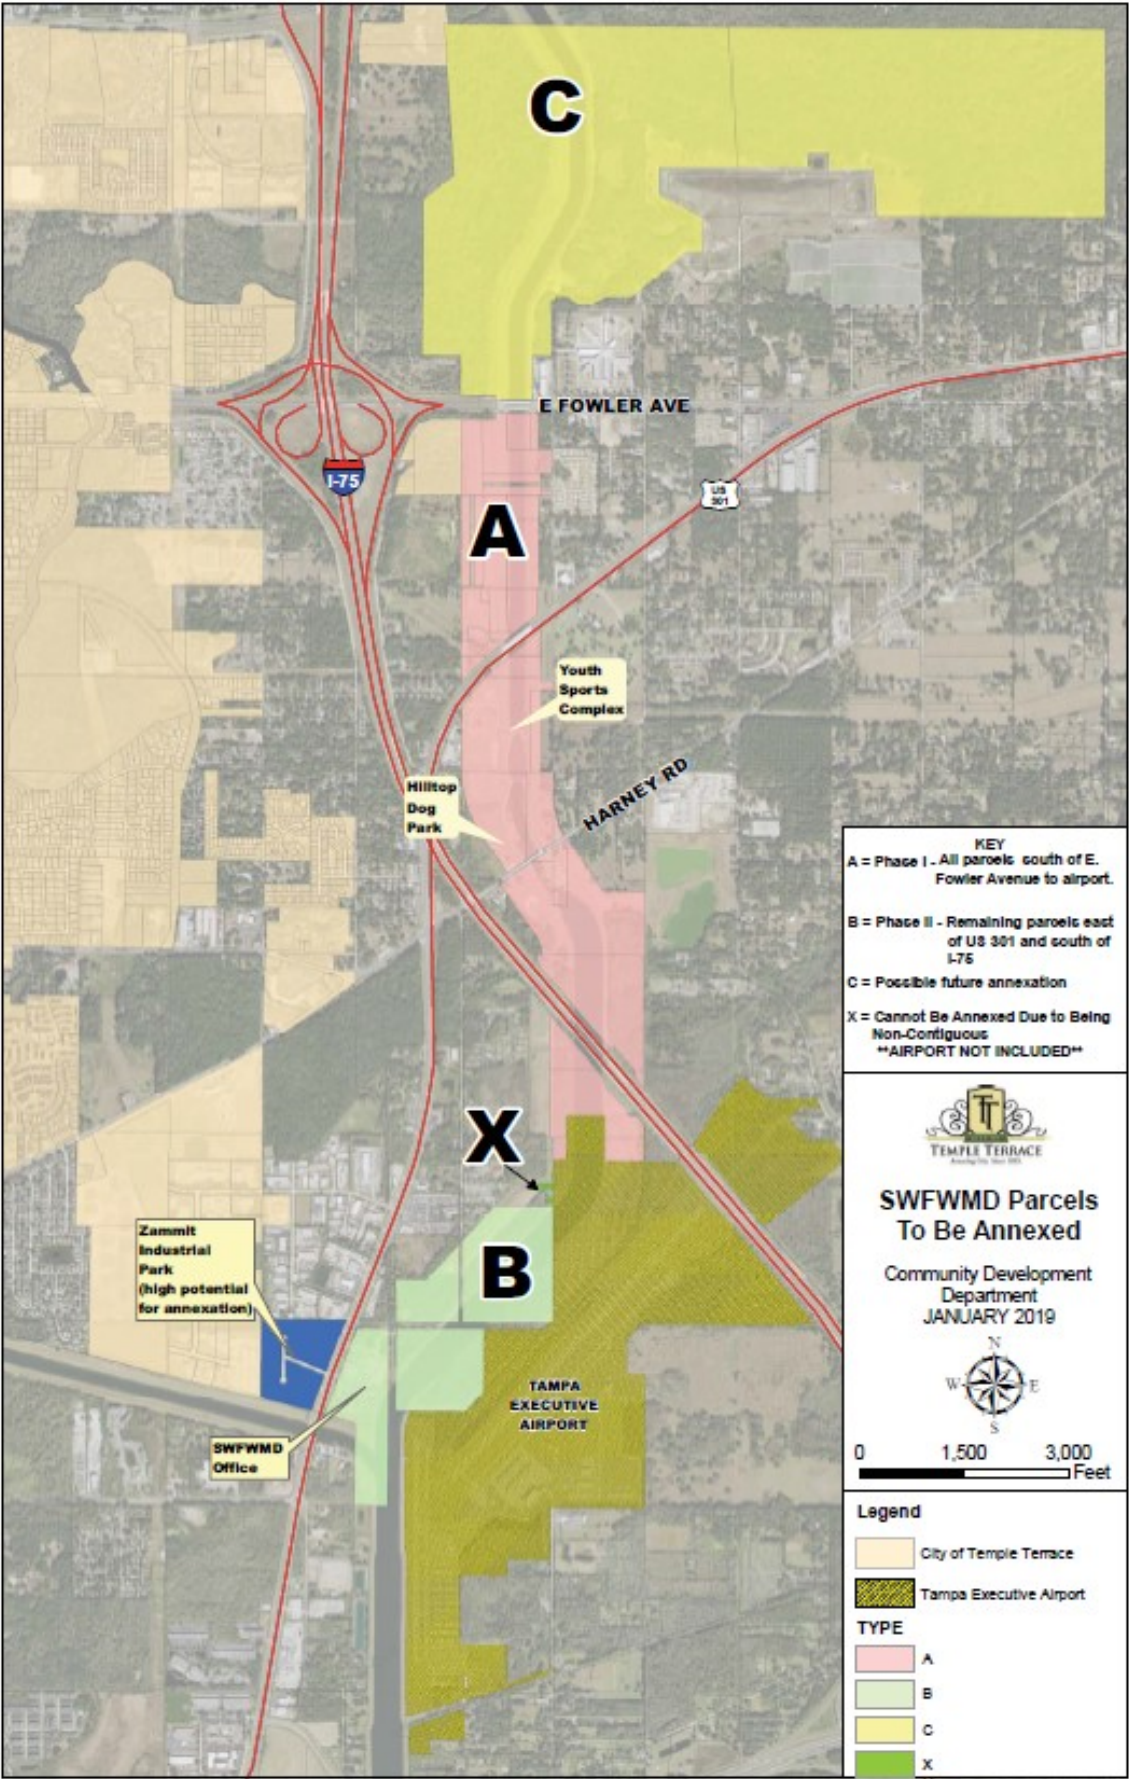 C
E FOWLER AVE
I-75
US
301
A
Youth
Sports
Complex
Hilltop
Dog
Park
HARNEY RD
X
B
Zammit
Industrial
Park
(high potential
for annexation)
TAMPA
EXECUTIVE
AIRPORT
SWFWMD
Office
KEY
A = Phase I - All parcels south of E.
Fowler Avenue to airport.
B = Phase II - Remaining parcels east
of US 301 and south of
I-75
C = Possible future annexation
X = Cannot Be Annexed Due to Being
Non-Contiguous
**AIRPORT NOT INCLUDED**
TT
TEMPLE TERRACE
SWFWMD Parcels
To Be Annexed
Community Development
Department
JANUARY 2019
N
W E
S
0 1,500 3,000
Feet
Legend
City of Temple Terrace
Tampa Executive Airport
TYPE
A
B
C
X